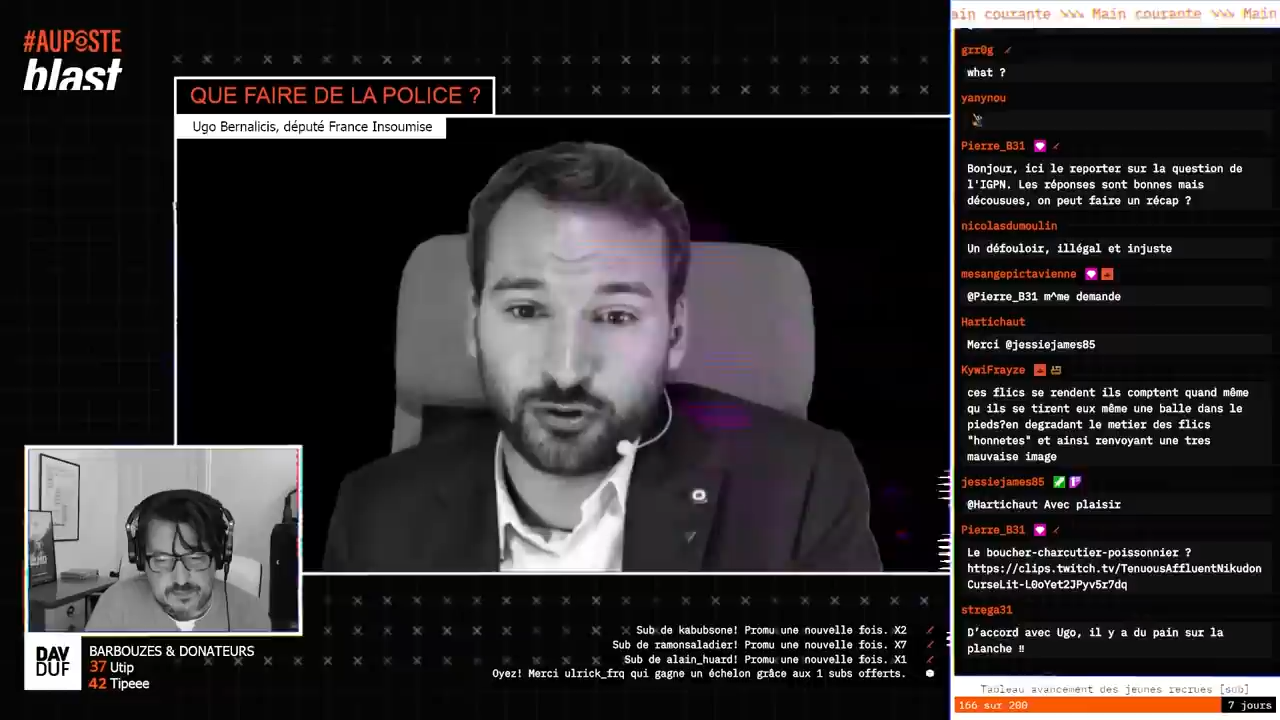 #AUPOSTE
blast
QUE FAIRE DE LA POLICE ?
Ugo Bernalicis, député France Insoumise
DAV
DUF
BARBOUZES & DONATEURS
37 Utip
42 Tipeee
Sub de kabubsone! Promu une nouvelle fois. X2
Sub de ramonsaladier! Promu une nouvelle fois. X7
Sub de alain_huard! Promu une nouvelle fois. X1
Oyez! Merci ulrick_frq qui gagne un échelon grâce aux 1 subs offerts.
ain courante >>> Main courante >>> Main
grr0g
what ?
yanynou
Pierre_B31
Bonjour, ici le reporter sur la question de
l'IGPN. Les réponses sont bonnes mais
décousues, on peut faire un récap ?
nicolasdumoulin
Un défouloir, illégal et injuste
mesangepictavienne
@Pierre_B31 m^me demande
Hartichaut
Merci @jessiejames85
KywiFrayze
ces flics se rendent ils comptent quand même
qu ils se tirent eux même une balle dans le
pieds?en degradant le metier des flics
"honnetes" et ainsi renvoyant une tres
mauvaise image
jessiejames85
@Hartichaut Avec plaisir
Pierre_B31
Le boucher-charcutier-poissonnier ?
https://clips.twitch.tv/TenuousAffluentNikudon
CurseLit-L0oYet2JPyv5r7dq
strega31
D'accord avec Ugo, il y a du pain sur la
planche !!
Tableau avancement des jeunes recrues [sub]
166 sur 200
7 jours